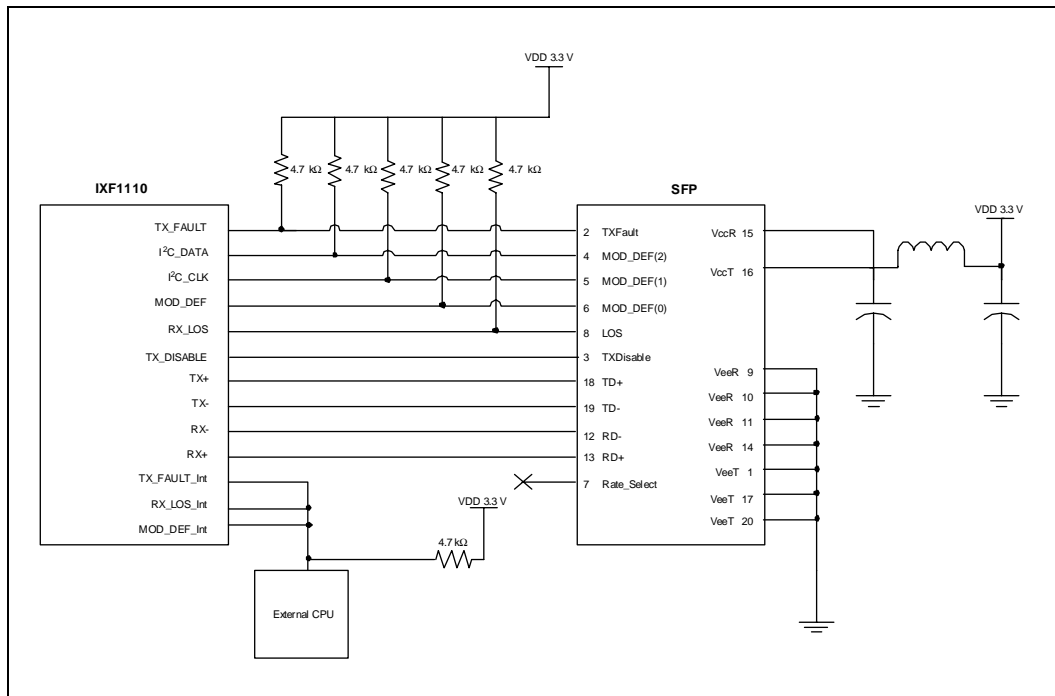 VDD 3.3 V
4.7 kΩ 4.7 kΩ 4.7 kΩ 4.7 kΩ 4.7 kΩ
IXF1110
TX_FAULT
I²C_DATA
I²C_CLK
MOD_DEF
RX_LOS
TX_DISABLE
TX+
TX-
RX-
RX+
TX_FAULT_Int
RX_LOS_Int
MOD_DEF_Int
SFP
2 TXFault
4 MOD_DEF(2)
5 MOD_DEF(1)
6 MOD_DEF(0)
8 LOS
3 TXDisable
18 TD+
19 TD-
12 RD-
13 RD+
7 Rate_Select
VccR 15
VccT 16
VeeR 9
VeeR 10
VeeR 11
VeeR 14
VeeT 1
VeeT 17
VeeT 20
VDD 3.3 V
VDD 3.3 V
4.7 kΩ
External CPU